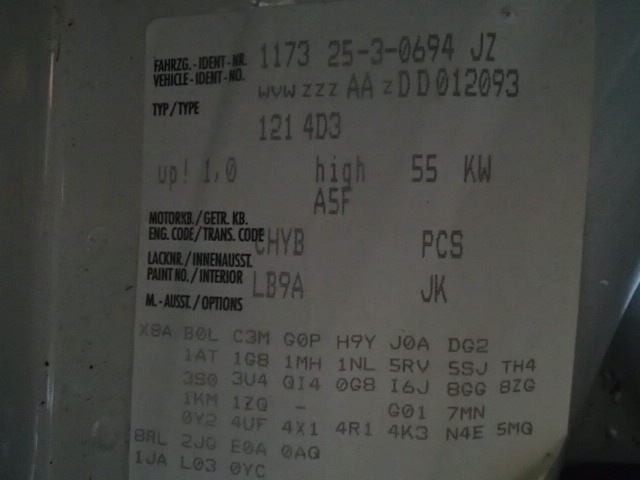 FAHRZG.-IDENT-NR. 1173 25-3-0694 JZ
VEHICLE-IDENT-NO. WVWZZZAAZDD012093
TYP/TYPE
121 4D3
up! 1,0 high 55 KW
A5F
MOTORKB./GETR. KB.
ENG. CODE/TRANS. CODE CHYB PCS
LACKNR./INNENAUSST.
PAINT NO./INTERIOR LB9A JK
M.-AUSST./OPTIONS
X8A B0L C3M G0P H9Y J0A DG2
1AT 1G8 1MH 1NL 5RV 5SJ TH4
3S0 3U4 QI4 0G8 I6J 8GG 8ZG
1KM 1ZQ - G01 7MN
0Y2 4UF 4X1 4R1 4K3 N4E 5MQ
8RL 2JQ E0A 0AQ
1JA L03 0YC